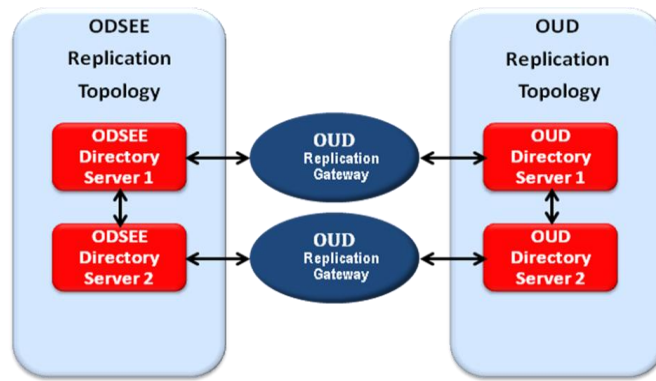 ODSEE
Replication
Topology
ODSEE
Directory
Server 1
ODSEE
Directory
Server 2
OUD
Replication
Gateway
OUD
Replication
Gateway
OUD
Replication
Topology
OUD
Directory
Server 1
OUD
Directory
Server 2